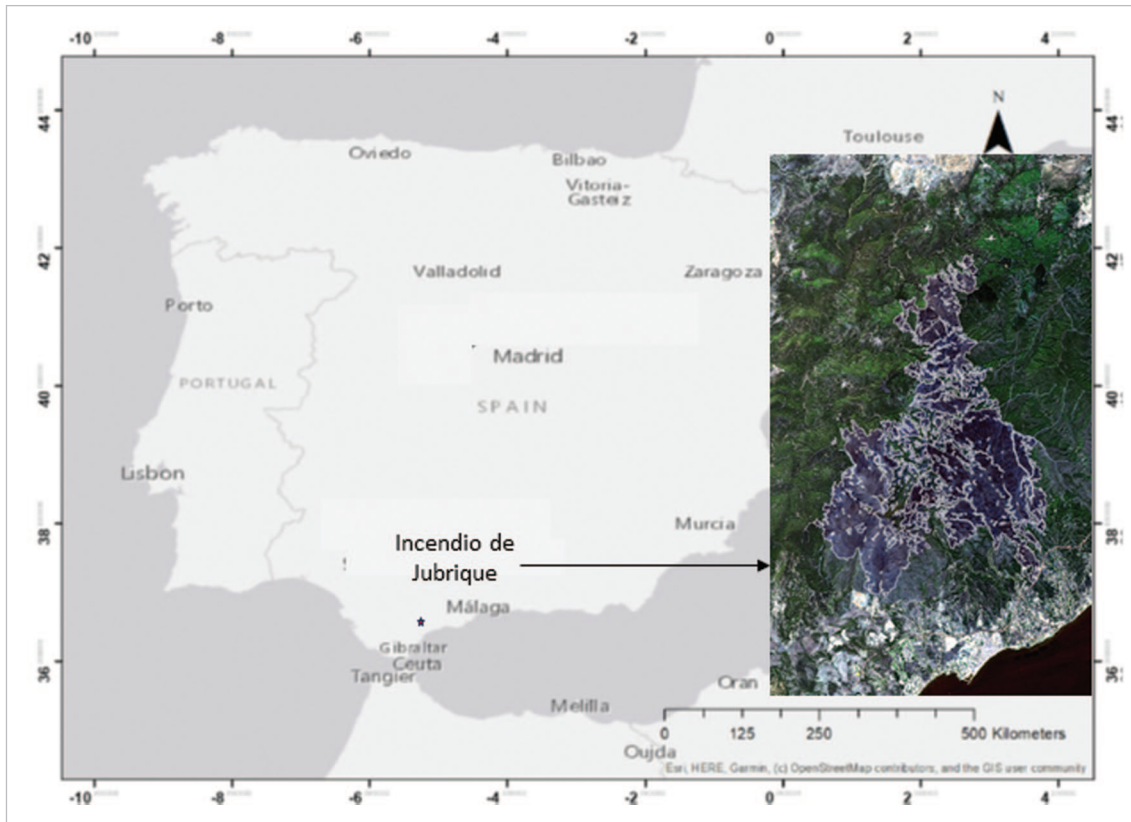 -10 -8 -6 -4 -2 0 2 4
44 42 40 38 36
N
Toulouse
Oviedo
Bilbao
Vitoria-
Gasteiz
Valladolid
Zaragoza
Porto
Madrid
PORTUGAL
SPAIN
Lisbon
Murcia
Incendio de
Jubrique
Málaga
Gibraltar
Ceuta
Tangier
Oran
Melilla
Oujda
0 125 250 500 Kilometers
Esri, HERE, Garmin, (c) OpenStreetMap contributors, and the GIS user community
44 42 40 38 36
-10 -8 -6 -4 -2 0 2 4